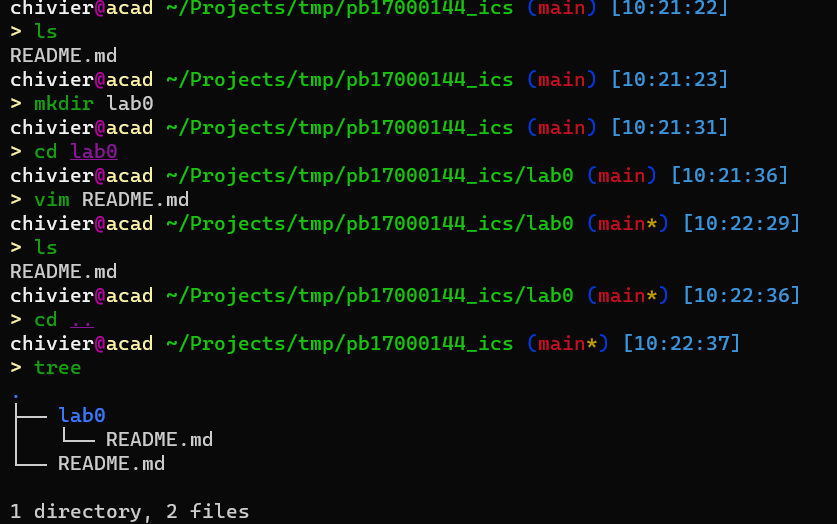 chivier@acad ~/Projects/tmp/pb17000144_ics (main) [10:21:22]
> ls
README.md
chivier@acad ~/Projects/tmp/pb17000144_ics (main) [10:21:23]
> mkdir lab0
chivier@acad ~/Projects/tmp/pb17000144_ics (main) [10:21:31]
> cd lab0
chivier@acad ~/Projects/tmp/pb17000144_ics/lab0 (main) [10:21:36]
> vim README.md
chivier@acad ~/Projects/tmp/pb17000144_ics/lab0 (main*) [10:22:29]
> ls
README.md
chivier@acad ~/Projects/tmp/pb17000144_ics/lab0 (main*) [10:22:36]
> cd ..
chivier@acad ~/Projects/tmp/pb17000144_ics (main*) [10:22:37]
> tree
.
├── lab0
│   └── README.md
└── README.md
1 directory, 2 files